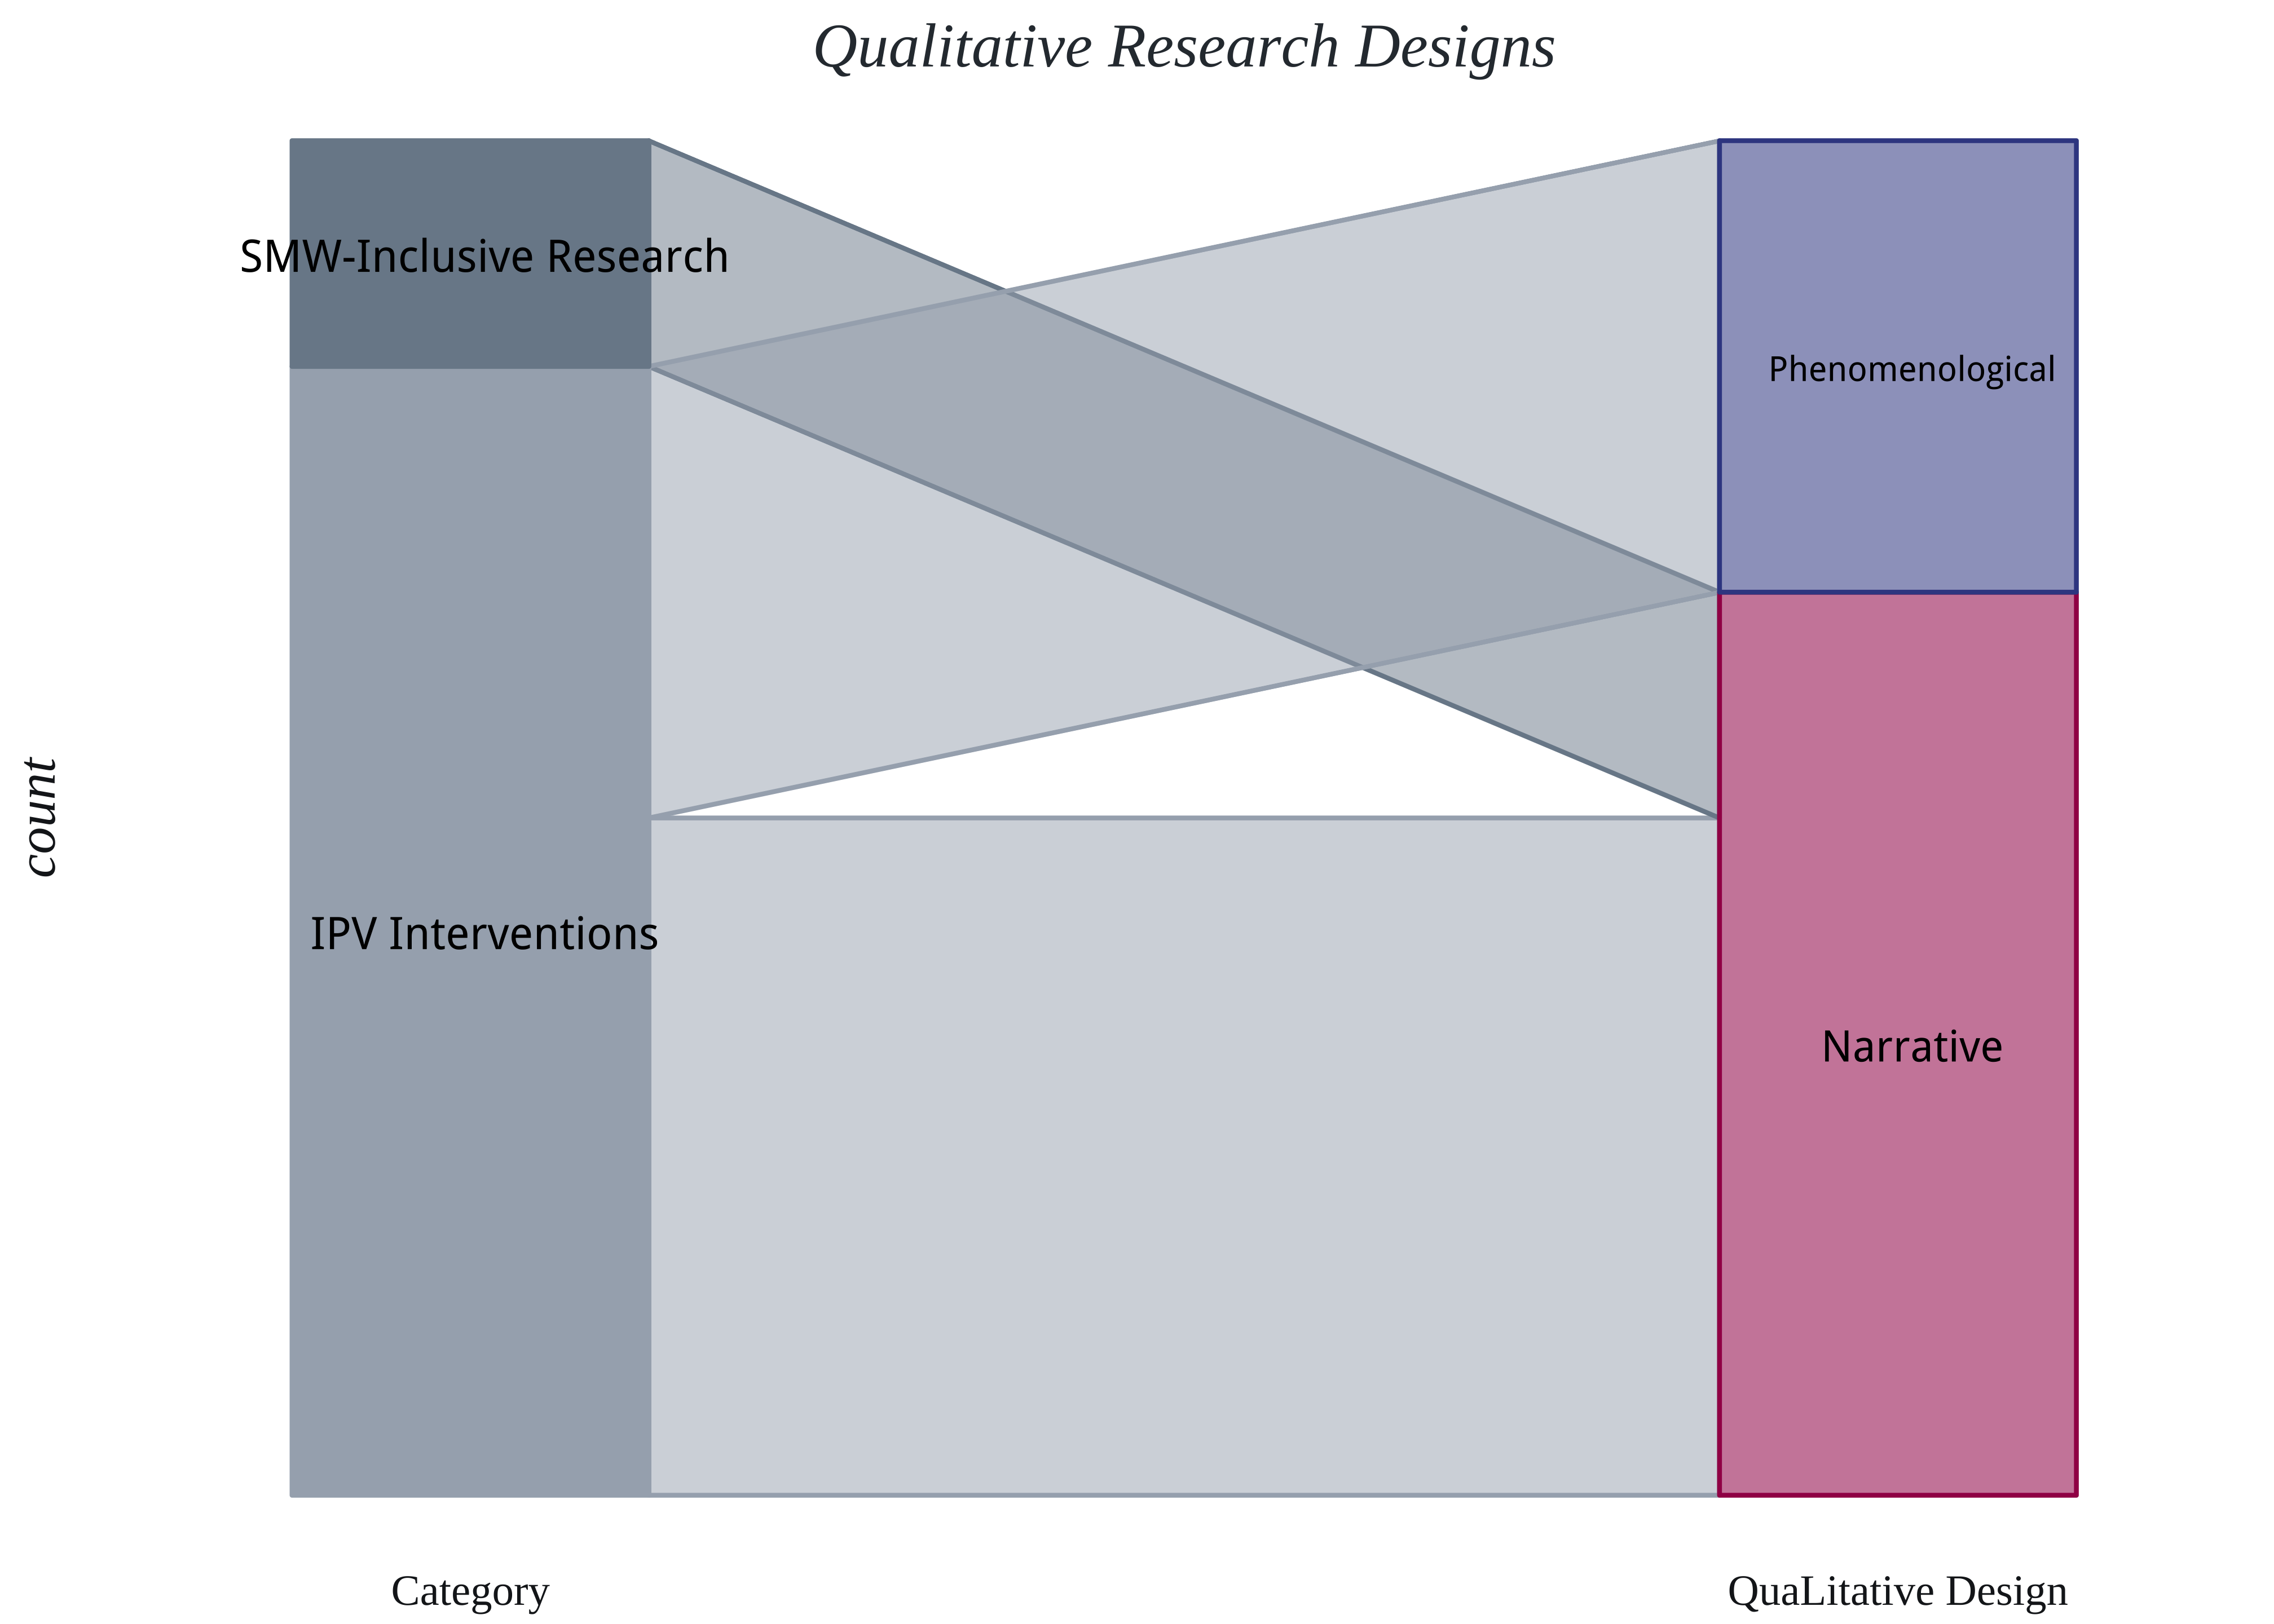 Qualitative Research Designs
SMW-Inclusive Research
Phenomenological
count
IPV Interventions
Narrative
Category
QuaLitative Design